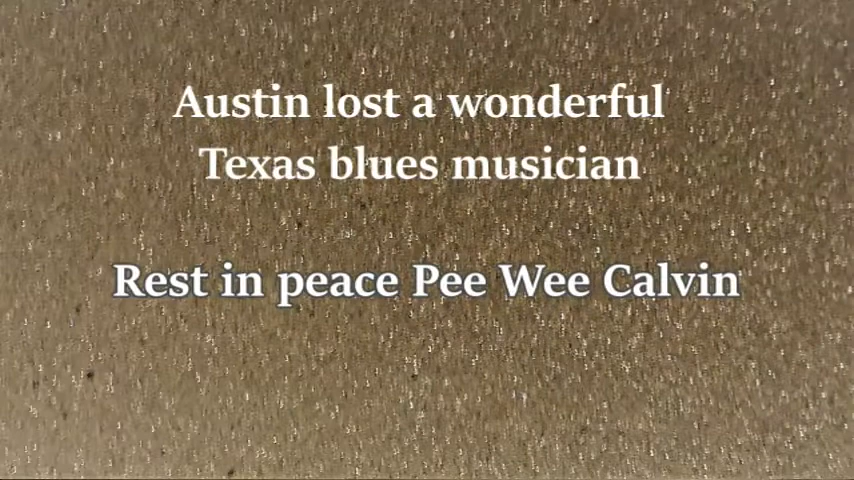 Austin lost a wonderful
Texas blues musician
Rest in peace Pee Wee Calvin